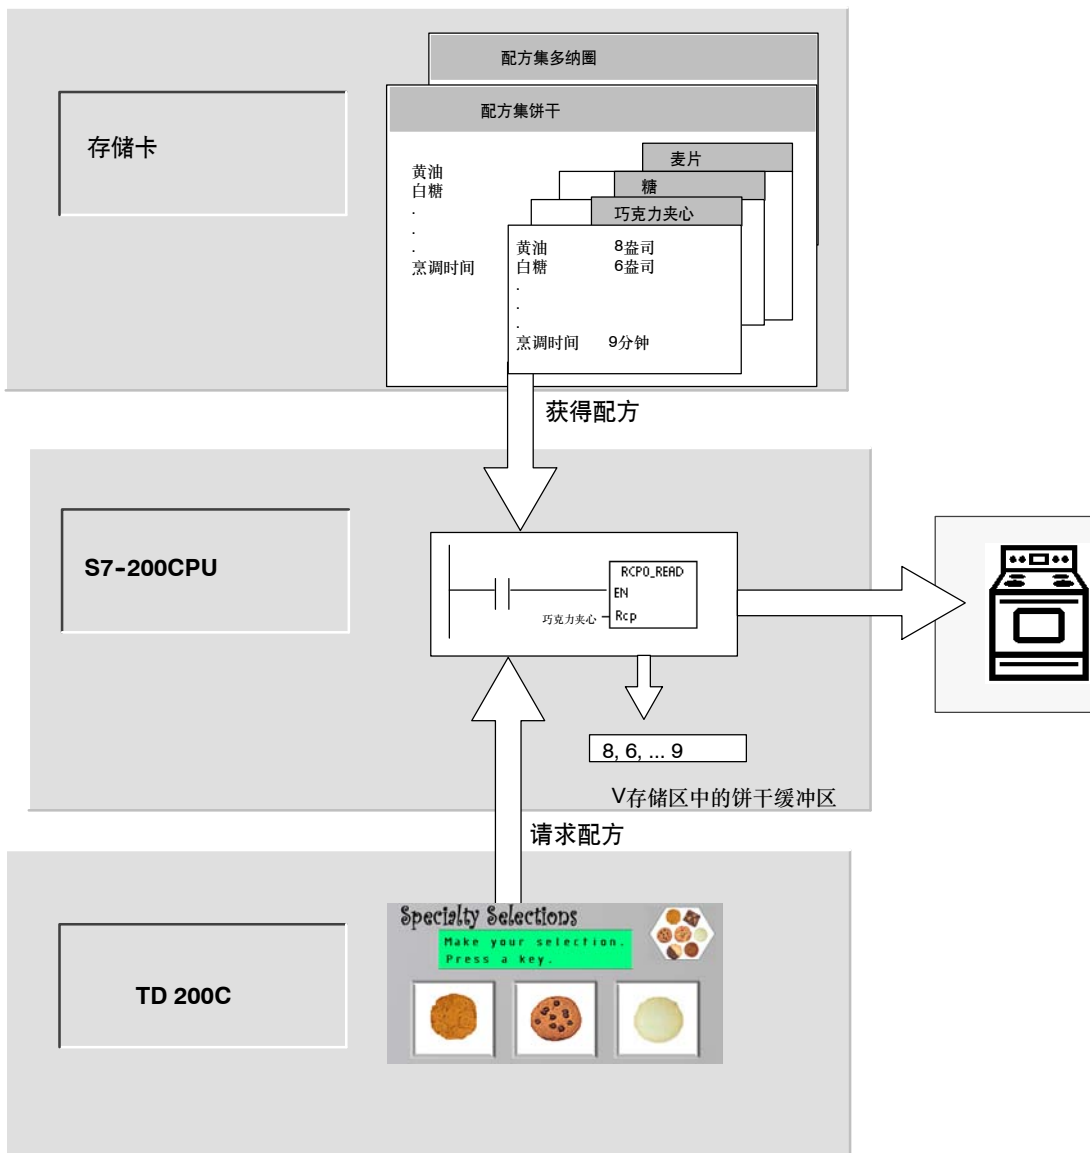 配方集多纳圈
配方集饼干
存储卡
麦片
糖
巧克力夹心
黄油
白糖
.
.
.
烹调时间
黄油 8盎司
白糖 6盎司
.
.
.
烹调时间 9分钟
获得配方
S7-200CPU
RCP0_READ
EN
巧克力夹心 Rcp
8, 6, ... 9
V存储区中的饼干缓冲区
请求配方
TD 200C
Specialty Selections
Make your selection.
Press a key.